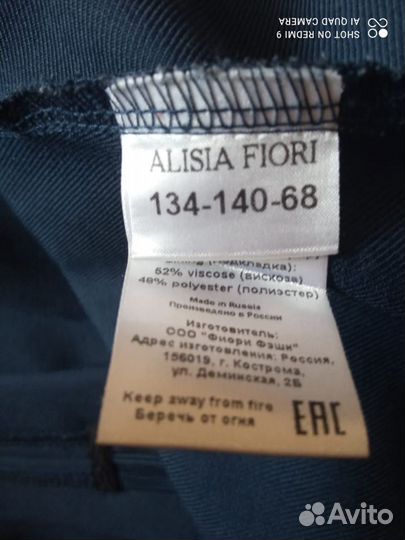 SHOT ON REDMI 9
AI QUAD CAMERA
ALISIA FIORI
134-140-68
(подкладка):
52% viscose (вискоза)
48% polyester (полиэстер)
Made in Russia
Произведено в России
Изготовитель:
ООО "Фиори Фэшн"
Адрес изготовления: Россия,
156019, г. Кострома,
ул. Деминская, 2Б
Keep away from fire
Беречь от огня
EAC
Avito